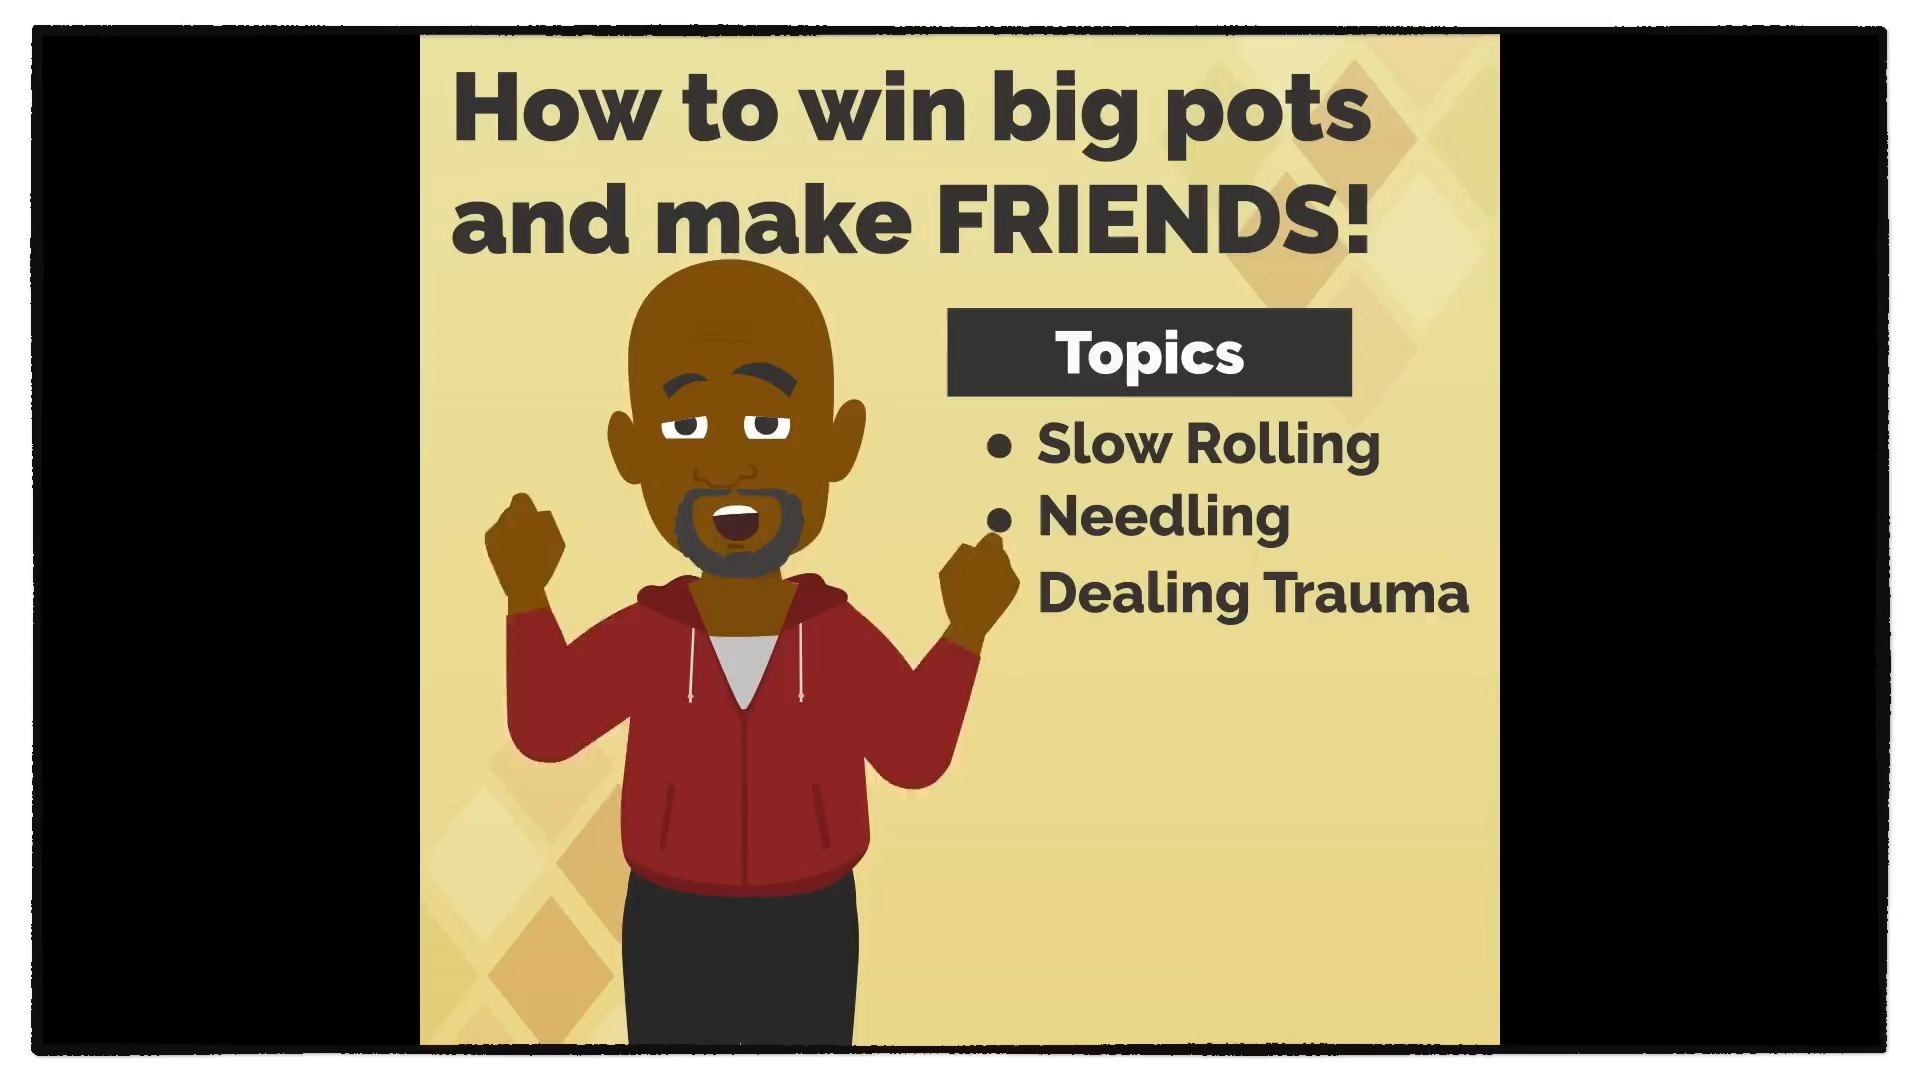 How to win big pots
and make FRIENDS!
Topics
• Slow Rolling
• Needling
Dealing Trauma